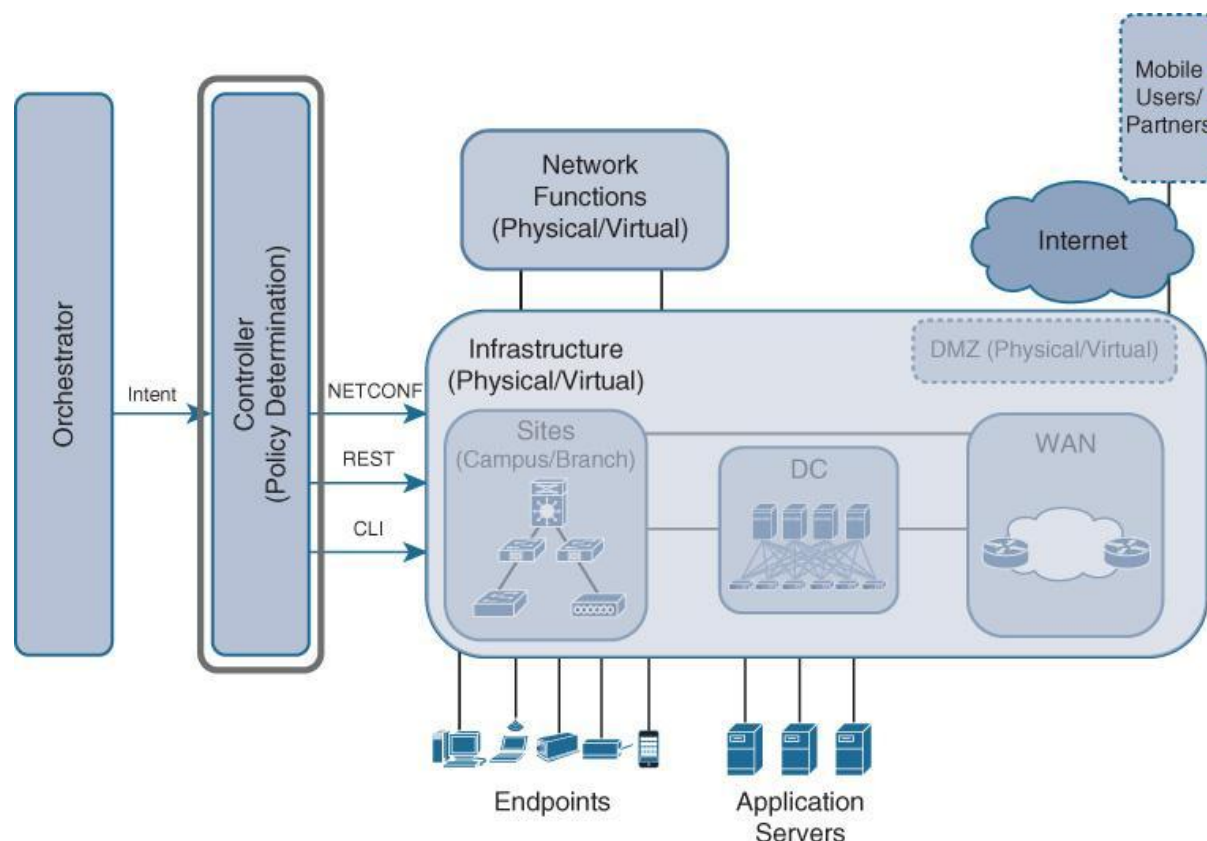 Mobile
Users/
Partners
Network
Functions
(Physical/Virtual)
Internet
Orchestrator
Intent
Controller
(Policy Determination)
NETCONF
REST
CLI
Infrastructure
(Physical/Virtual)
DMZ (Physical/Virtual)
Sites
(Campus/Branch)
DC
WAN
Endpoints
Application
Servers